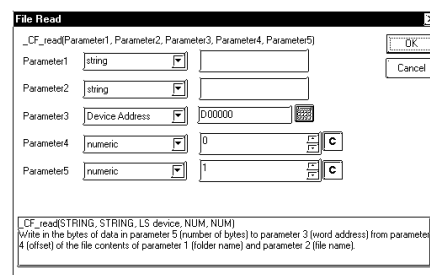 File Read
_CF_read(Parameter1, Parameter2, Parameter3, Parameter4, Parameter5)
OK
Cancel
Parameter1 string
Parameter2 string
Parameter3 Device Address D00000
Parameter4 numeric 0 C
Parameter5 numeric 1 C
_CF_read(STRING, STRING, LS device, NUM, NUM)
Write in the bytes of data in parameter 5 (number of bytes) to parameter 3 (word address) from parameter
4 (offset) of the file contents of parameter 1 (folder name) and parameter 2 (file name).